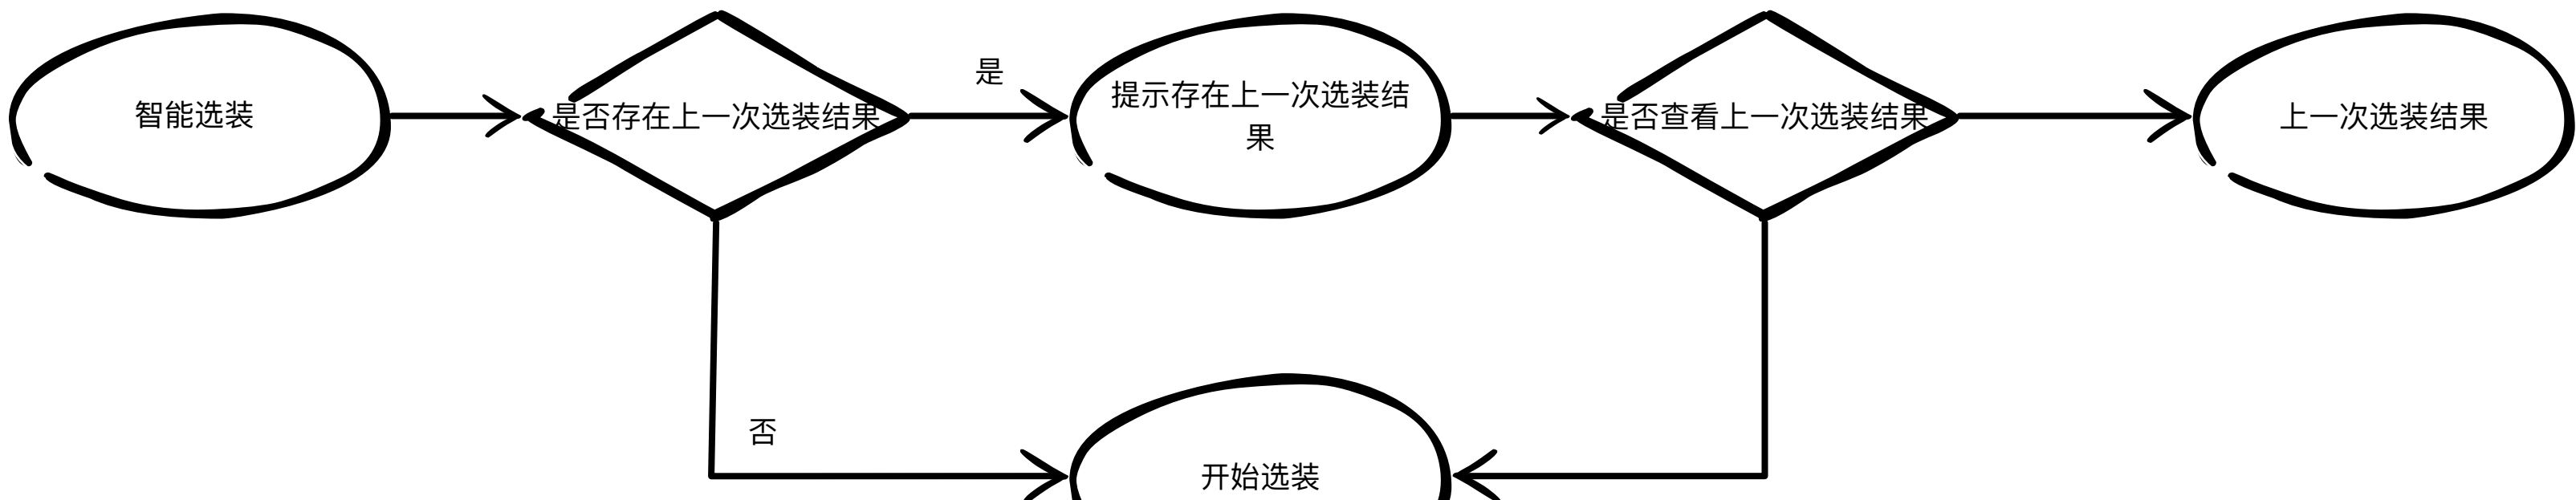 智能选装
是否存在上一次选装结果
是
提示存在上一次选装结
果
是否查看上一次选装结果
上一次选装结果
否
开始选装